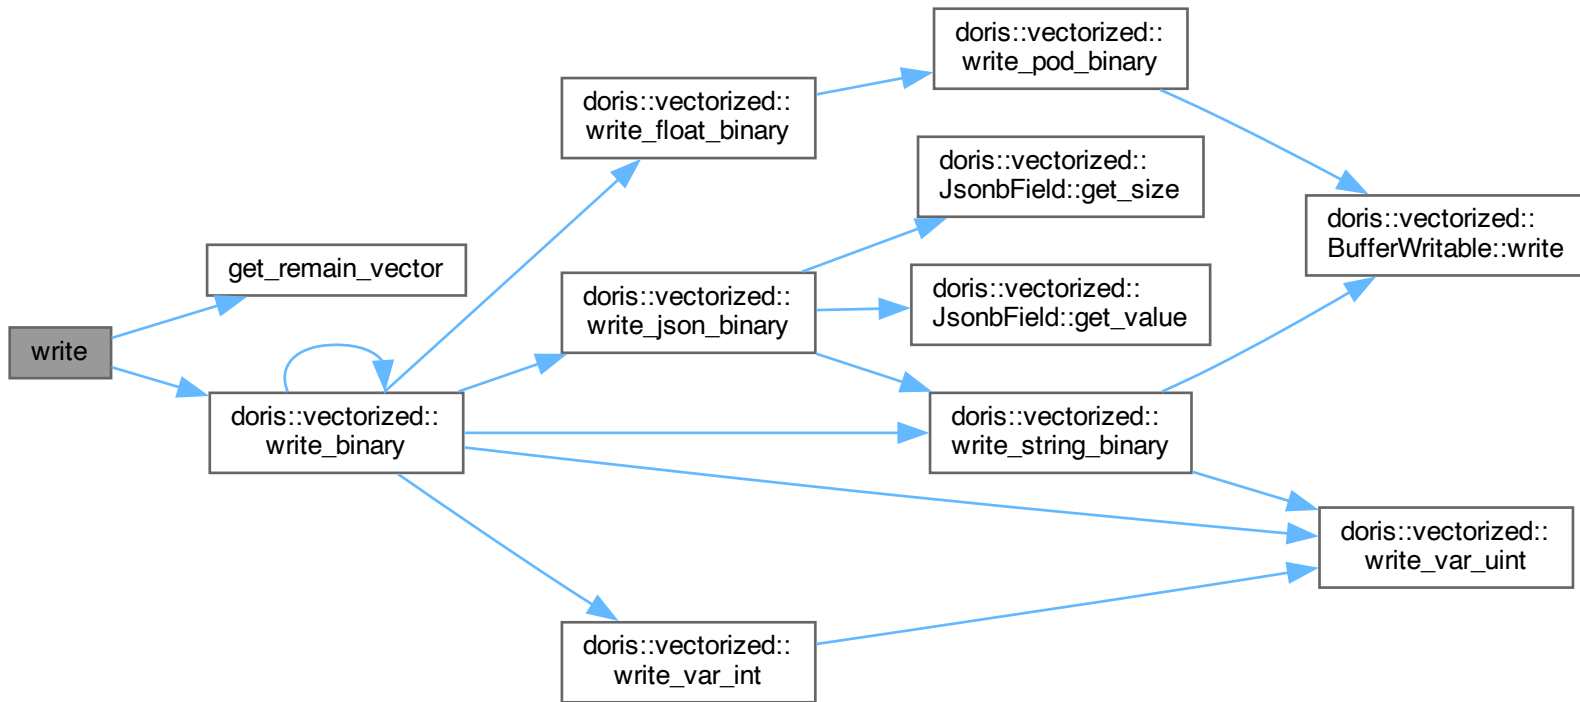 write
get_remain_vector
doris::vectorized::
write_binary
doris::vectorized::
write_float_binary
doris::vectorized::
write_json_binary
doris::vectorized::
write_var_int
doris::vectorized::
write_pod_binary
doris::vectorized::
JsonbField::get_size
doris::vectorized::
JsonbField::get_value
doris::vectorized::
write_string_binary
doris::vectorized::
BufferWritable::write
doris::vectorized::
write_var_uint